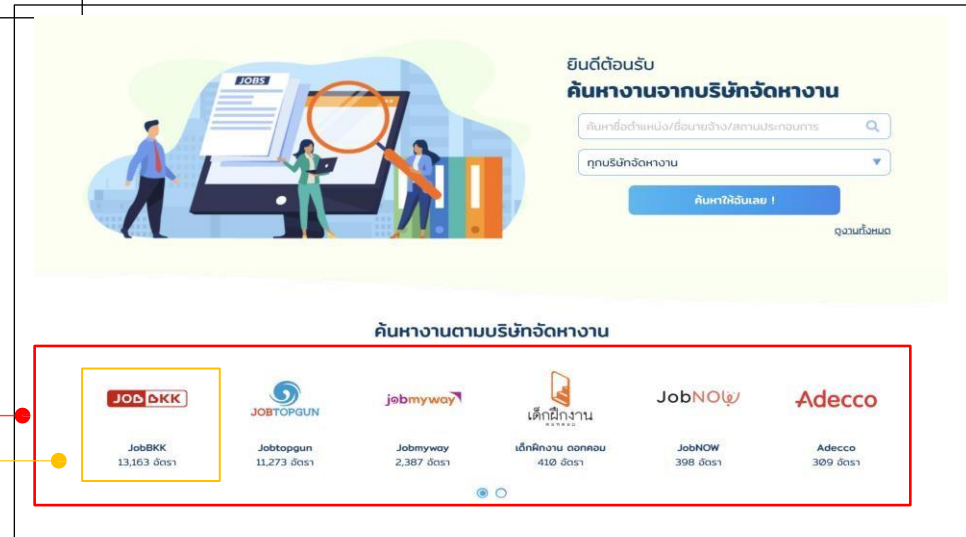 JOBS
ยินดีต้อนรับ
ค้นหางานจากบริษัทจัดหางาน
ค้นหาชื่อตำแหน่ง/ชื่อนายจ้าง/สถานประกอบการ
ทุกบริษัทจัดหางาน
ค้นหาให้ฉันเลย !
ดูงานทั้งหมด
ค้นหางานตามบริษัทจัดหางาน
JOBBKK
JOBTOPGUN
jobmyway
เด็กฝึกงาน
ดอทคอม
JobNOW
Adecco
JobBKK
13,163 อัตรา
Jobtopgun
11,273 อัตรา
Jobmyway
2,387 อัตรา
เด็กฝึกงาน ดอทคอม
410 อัตรา
JobNOW
398 อัตรา
Adecco
309 อัตรา